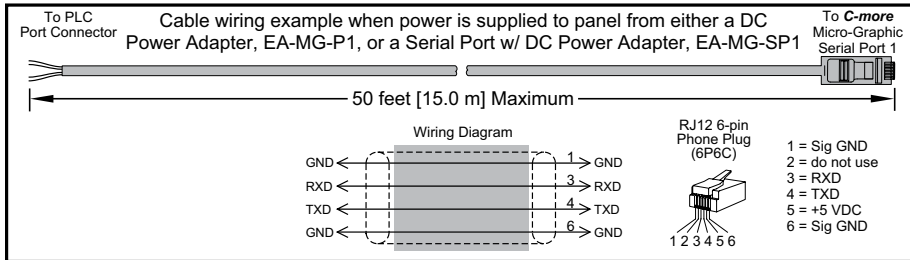 To PLC
Port Connector
Cable wiring example when power is supplied to panel from either a DC
Power Adapter, EA-MG-P1, or a Serial Port w/ DC Power Adapter, EA-MG-SP1
To C-more
Micro-Graphic
Serial Port 1
50 feet [15.0 m] Maximum
Wiring Diagram
GND 1 GND
RXD 3 RXD
TXD 4 TXD
GND 6 GND
RJ12 6-pin
Phone Plug
(6P6C)
1 2 3 4 5 6
1 = Sig GND
2 = do not use
3 = RXD
4 = TXD
5 = +5 VDC
6 = Sig GND